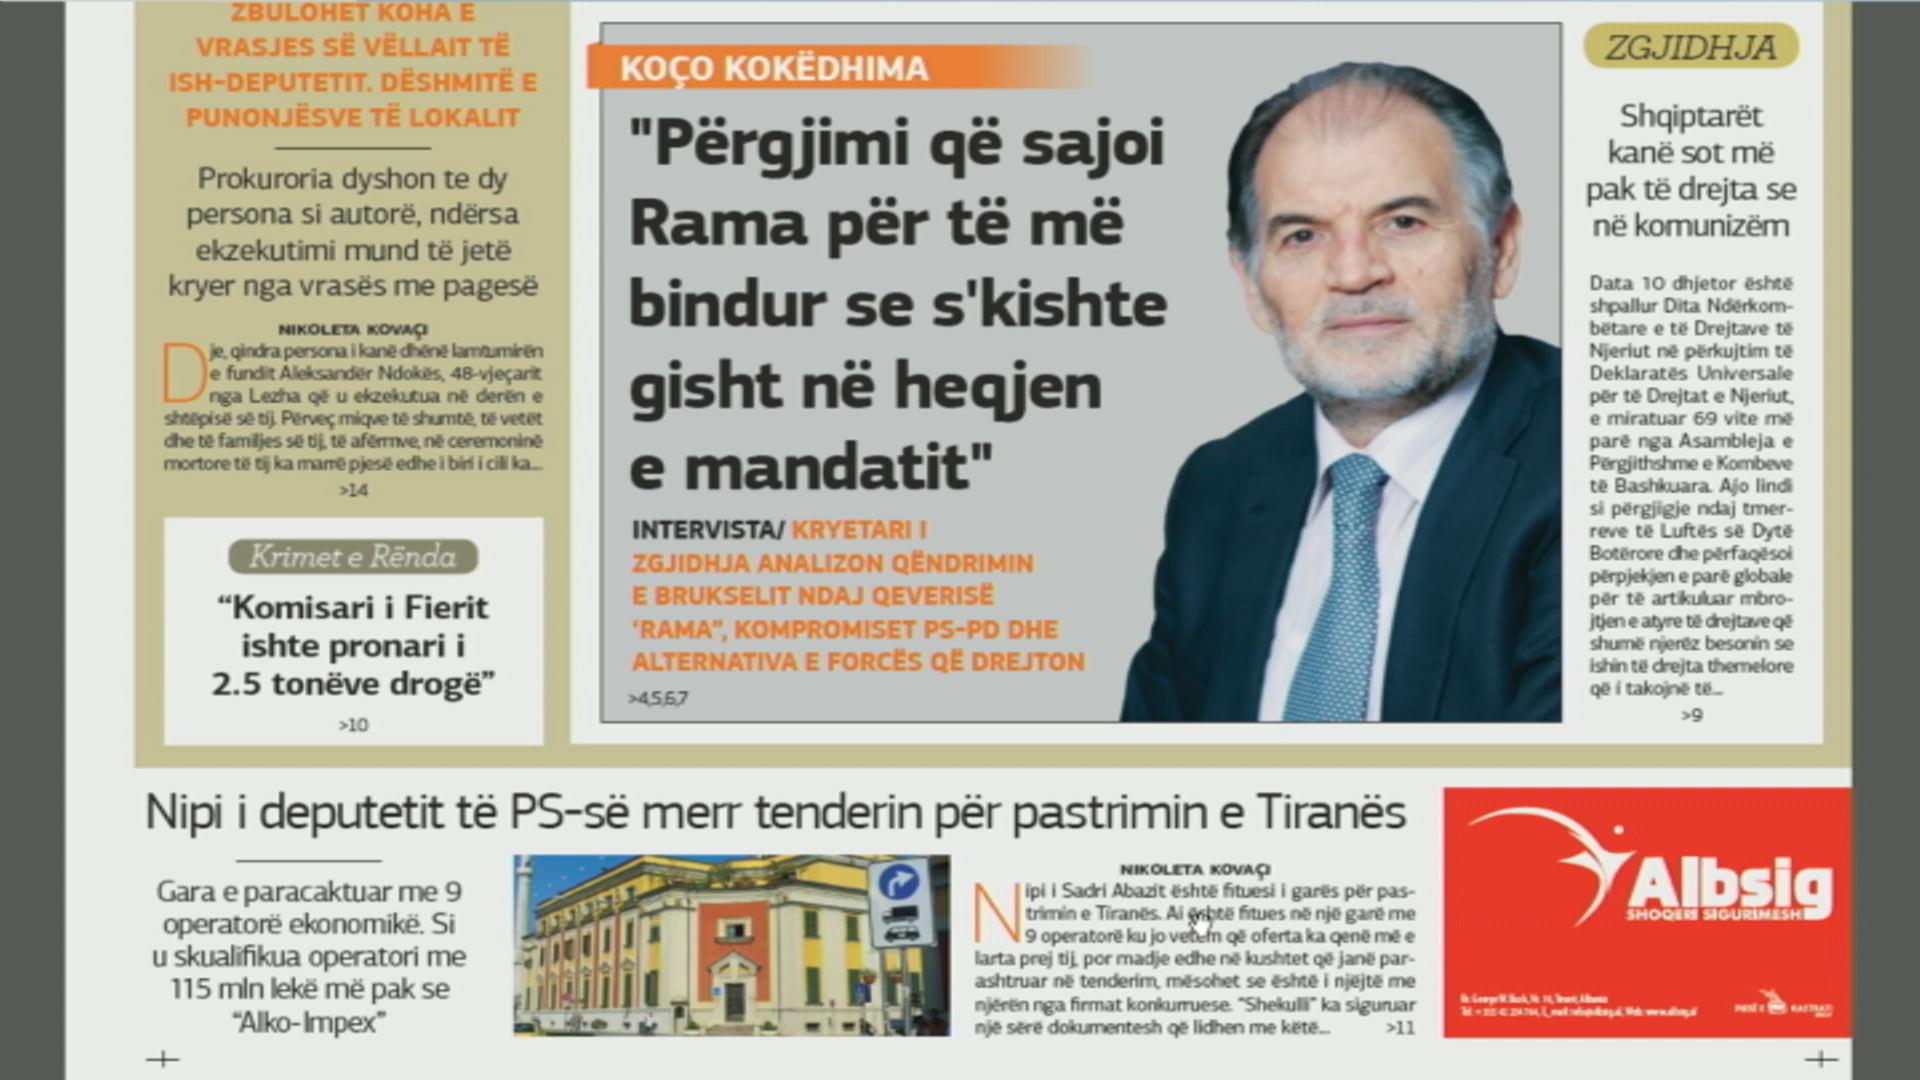 ZBULOHET KOHA E
VRASJES SË VËLLAIT TË
ISH-DEPUTETIT. DËSHMITË E
PUNONJËSVE TË LOKALIT
Prokuroria dyshon te dy
persona si autorë, ndërsa
ekzekutimi mund të jetë
kryer nga vrasës me pagesë
NIKOLETA KOVAÇI
Dje, qindra persona i kanë dhënë lamtumirën
e fundit Aleksandër Ndokës, 48-vjeçarit
nga Lezha që u ekzekutua në derën e
shtëpisë së tij. Përveç miqve të shumtë, të vetët
dhe të familjes së tij, të afërmve, në ceremoninë
mortore të tij ka marrë pjesë edhe i biri i cili ka...
>14
Krimet e Rënda
“Komisari i Fierit
ishte pronari i
2.5 tonëve drogë”
>10
KOÇO KOKËDHIMA
"Përgjimi që sajoi
Rama për të më
bindur se s'kishte
gisht në heqjen
e mandatit"
INTERVISTA/ KRYETARI I
ZGJIDHJA ANALIZON QËNDRIMIN
E BRUKSELIT NDAJ QEVERISË
‘RAMA”, KOMPROMISET PS-PD DHE
ALTERNATIVA E FORCËS QË DREJTON
>4,5,6,7
ZGJIDHJA
Shqiptarët
kanë sot më
pak të drejta se
në komunizëm
Data 10 dhjetor është
shpallur Dita Ndërkom-
bëtare e të Drejtave të
Njeriut në përkujtim të
Deklaratës Universale
për të Drejtat e Njeriut,
e miratuar 69 vite më
parë nga Asambleja e
Përgjithshme e Kombeve
të Bashkuara. Ajo lindi
si përgjigje ndaj tmer-
reve të Luftës së Dytë
Botërore dhe përfaqësoi
përpjekjen e parë globale
për të artikuluar mbro-
jtjen e atyre të drejtave që
shumë njerëz besonin se
ishin të drejta themelore
që i takojnë të...
>9
Nipi i deputetit të PS-së merr tenderin për pastrimin e Tiranës
Gara e paracaktuar me 9
operatorë ekonomikë. Si
u skualifikua operatori me
115 mln lekë më pak se
“Alko-Impex”
NIKOLETA KOVAÇI
Nipi i Sadri Abazit është fituesi i garës për pas-
trimin e Tiranës. Ai është fitues në një garë me
9 operatorë ku jo vetëm që oferta ka qenë më e
larta prej tij, por madje edhe në kushtet që janë par-
ashtruar në tenderim, mësohet se është i njëjtë me
njërën nga firmat konkurruese. “Shekulli” ka siguruar
një sërë dokumentesh që lidhen me këtë...
>11
Albsig
SHOQERI SIGURIMESH